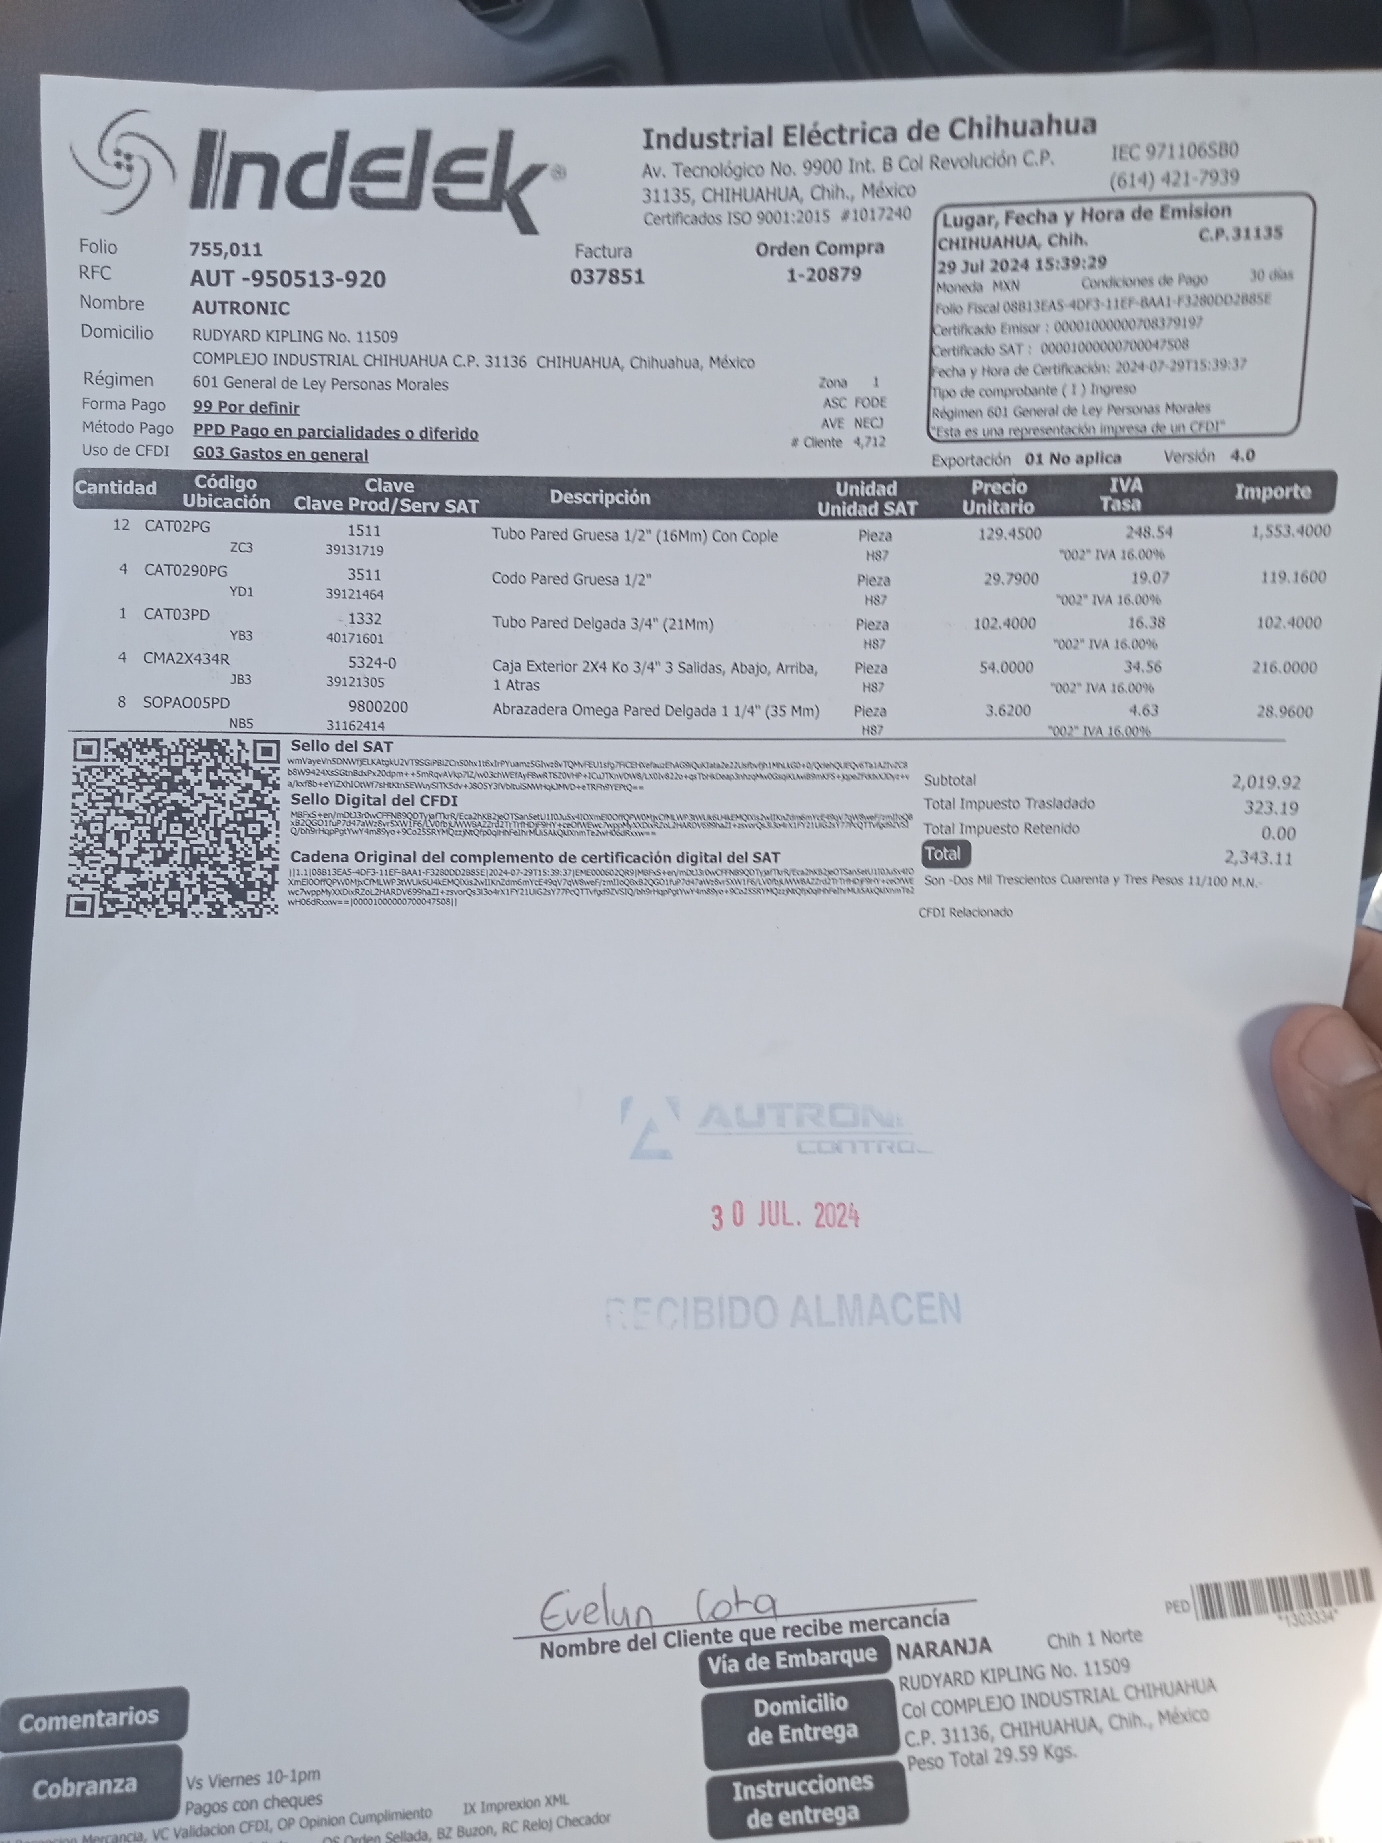 Indelek®
Industrial Eléctrica de Chihuahua
Av. Tecnológico No. 9900 Int. B Col Revolución C.P.
31135, CHIHUAHUA, Chih., México
Certificados ISO 9001:2015 #1017240
IEC 971106SB0
(614) 421-7939
Folio 755,011
Factura
037851
Orden Compra
1-20879
RFC AUT -950513-920
Nombre AUTRONIC
Domicilio RUDYARD KIPLING No. 11509
COMPLEJO INDUSTRIAL CHIHUAHUA C.P. 31136 CHIHUAHUA, Chihuahua, México
Régimen 601 General de Ley Personas Morales
Forma Pago 99 Por definir
Método Pago PPD Pago en parcialidades o diferido
Uso de CFDI G03 Gastos en general
Zona 1
ASC FODE
AVE NECJ
# Cliente 4,712
Lugar, Fecha y Hora de Emision
CHIHUAHUA, Chih. C.P.31135
29 Jul 2024 15:39:29
Moneda MXN Condiciones de Pago 30 días
Folio Fiscal 08B13EA5-4DF3-11EF-8AA1-F3280DD2B85E
Certificado Emisor : 00001000000708379197
Certificado SAT : 00001000000700047508
Fecha y Hora de Certificación: 2024-07-29T15:39:37
Tipo de comprobante ( I ) Ingreso
Régimen 601 General de Ley Personas Morales
"Esta es una representación impresa de un CFDI"
Exportación 01 No aplica Versión 4.0
Cantidad Código Clave Descripción Unidad Precio IVA Importe
Ubicación Clave Prod/Serv SAT Unidad SAT Unitario Tasa
12 CAT02PG 1511 Tubo Pared Gruesa 1/2" (16Mm) Con Cople Pieza 129.4500 248.54 1,553.4000
ZC3 39131719 H87 "002" IVA 16.00%
4 CAT0290PG 3511 Codo Pared Gruesa 1/2" Pieza 29.7900 19.07 119.1600
YD1 39121464 H87 "002" IVA 16.00%
1 CAT03PD 1332 Tubo Pared Delgada 3/4" (21Mm) Pieza 102.4000 16.38 102.4000
YB3 40171601 H87 "002" IVA 16.00%
4 CMA2X434R 5324-0 Caja Exterior 2X4 Ko 3/4" 3 Salidas, Abajo, Arriba, Pieza 54.0000 34.56 216.0000
JB3 39121305 1 Atras H87 "002" IVA 16.00%
8 SOPAO05PD 9800200 Abrazadera Omega Pared Delgada 1 1/4" (35 Mm) Pieza 3.6200 4.63 28.9600
NB5 31162414 H87 "002" IVA 16.00%
Sello del SAT
Sello Digital del CFDI
Cadena Original del complemento de certificación digital del SAT
Subtotal 2,019.92
Total Impuesto Trasladado 323.19
Total Impuesto Retenido 0.00
Total 2,343.11
Son -Dos Mil Trescientos Cuarenta y Tres Pesos 11/100 M.N.-
CFDI Relacionado
30 JUL. 2024
RECIBIDO ALMACEN
Evelun Cota
Nombre del Cliente que recibe mercancía
PED
*1303334*
Vía de Embarque NARANJA Chih 1 Norte
Domicilio de Entrega
RUDYARD KIPLING No. 11509
Col COMPLEJO INDUSTRIAL CHIHUAHUA
C.P. 31136, CHIHUAHUA, Chih., México
Peso Total 29.59 Kgs.
Instrucciones de entrega
Comentarios
Cobranza
Vs Viernes 10-1pm
Pagos con cheques
Mercancia, VC Validacion CFDI, OP Opinion Cumplimiento IX Imprexion XML
Orden Sellada, BZ Buzon, RC Reloj Checador